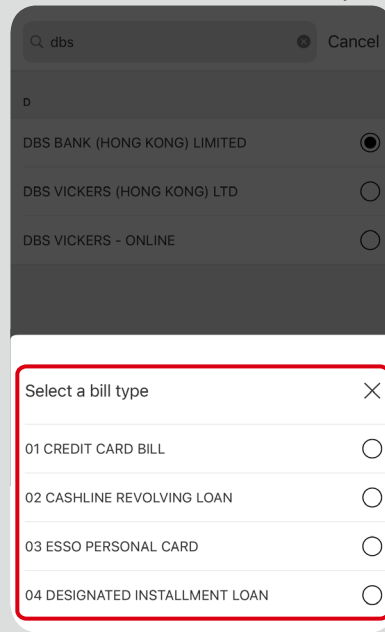 dbs
Cancel
D
DBS BANK (HONG KONG) LIMITED
DBS VICKERS (HONG KONG) LTD
DBS VICKERS - ONLINE
Select a bill type
01 CREDIT CARD BILL
02 CASHLINE REVOLVING LOAN
03 ESSO PERSONAL CARD
04 DESIGNATED INSTALLMENT LOAN